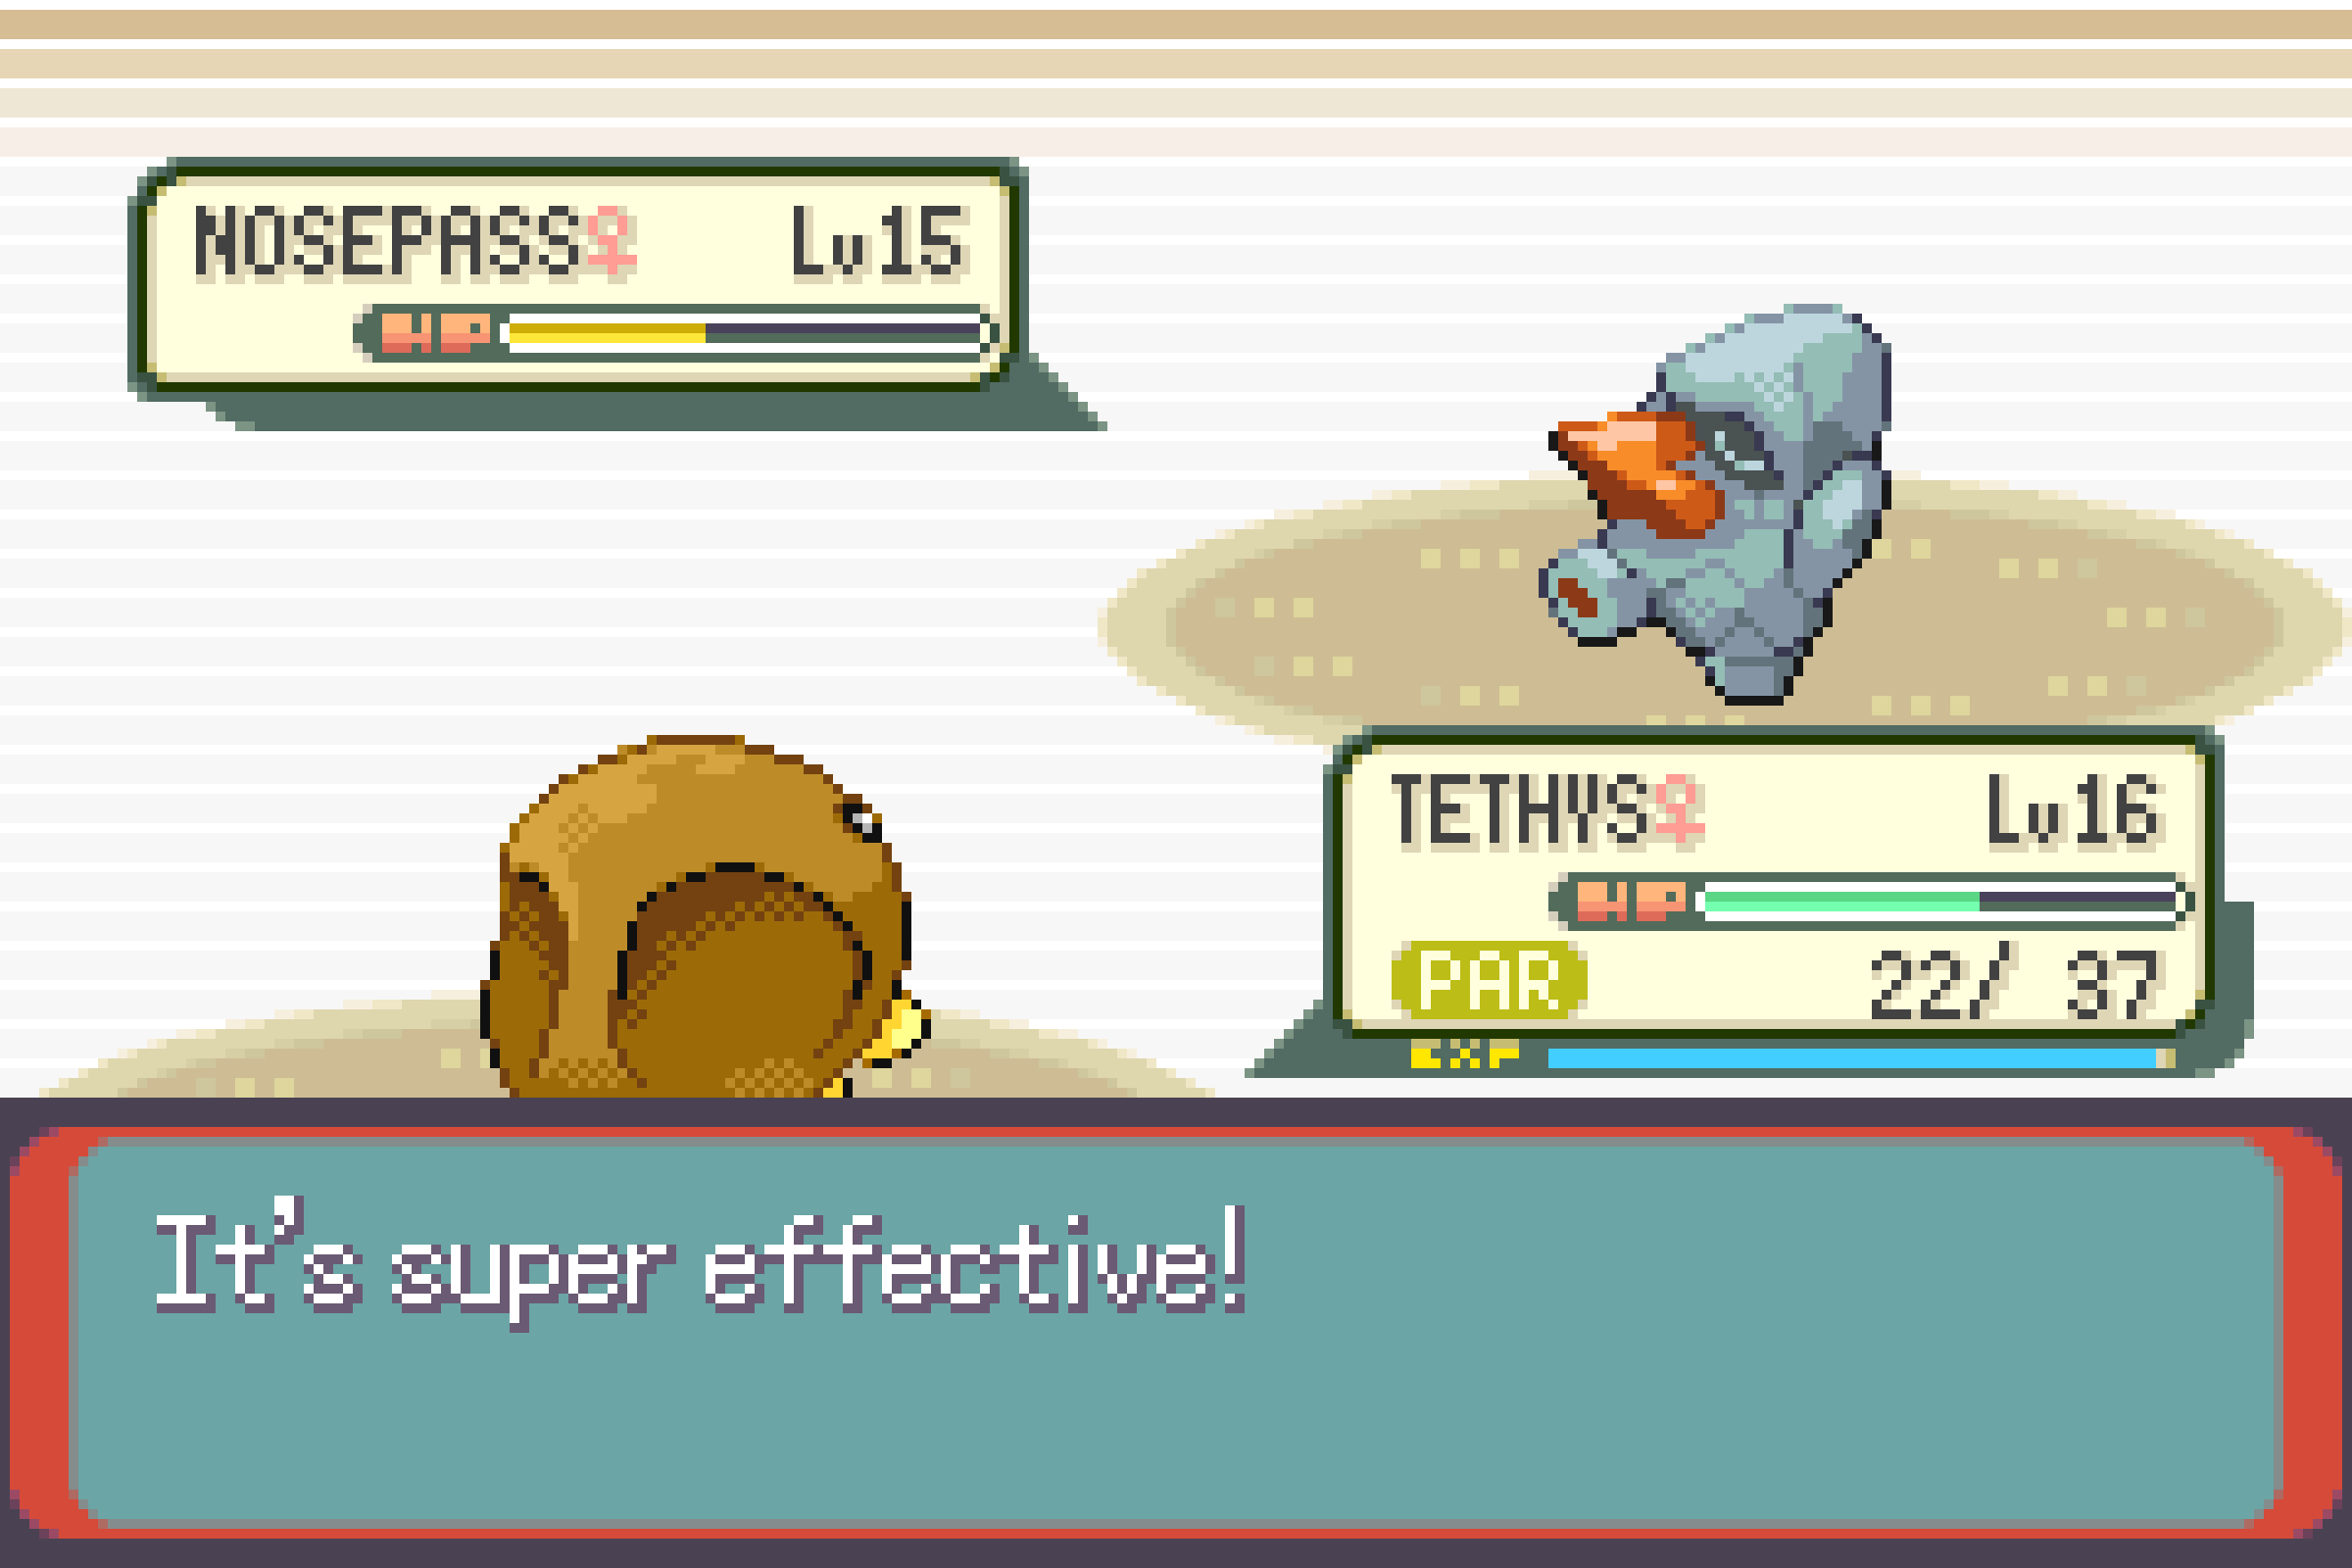 NOSEPASS♀ Lv15
HP
TETHYS♀ Lv16
HP
PAR 22/ 37
EXP
It's super effective!